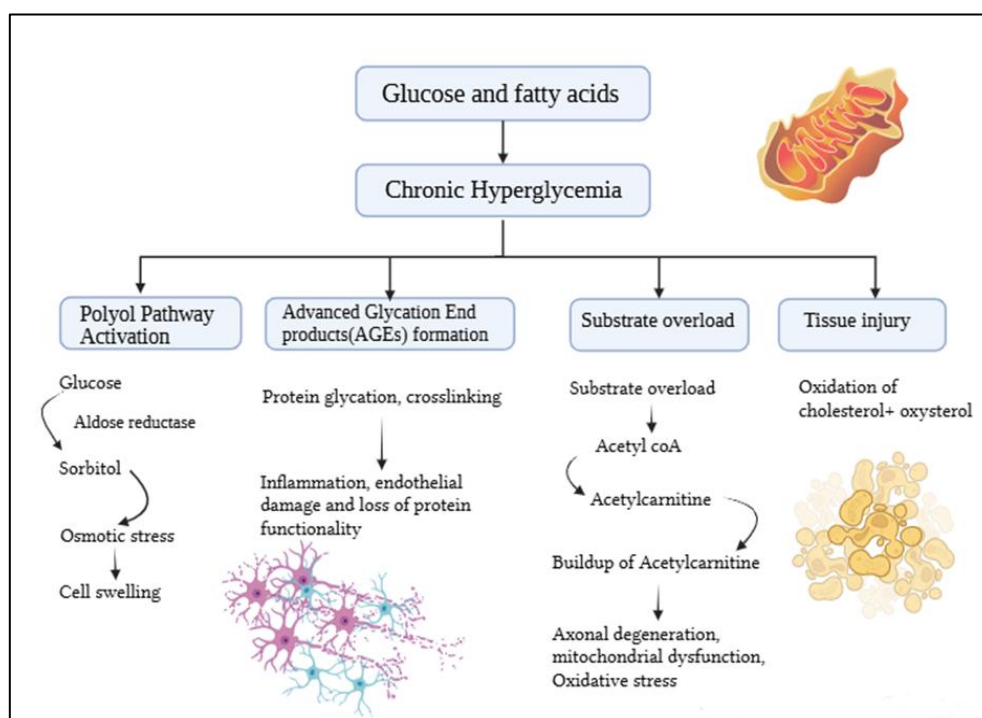 Glucose and fatty acids
Chronic Hyperglycemia
Polyol Pathway
Activation
Advanced Glycation End
products(AGEs) formation
Substrate overload
Tissue injury
Glucose
Aldose reductase
Sorbitol
Osmotic stress
Cell swelling
Protein glycation, crosslinking
Inflammation, endothelial
damage and loss of protein
functionality
Substrate overload
Acetyl coA
Acetylcarnitine
Buildup of Acetylcarnitine
Axonal degeneration,
mitochondrial dysfunction,
Oxidative stress
Oxidation of
cholesterol+ oxysterol